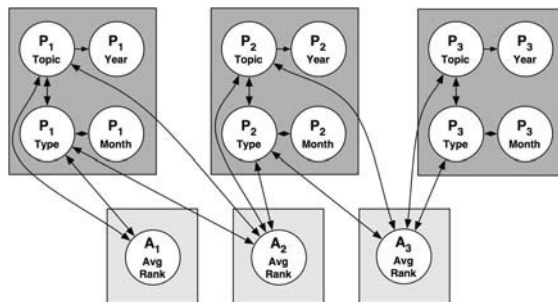 P1 Topic
P1 Year
P1 Type
P1 Month
P2 Topic
P2 Year
P2 Type
P2 Month
P3 Topic
P3 Year
P3 Type
P3 Month
A1 Avg Rank
A2 Avg Rank
A3 Avg Rank